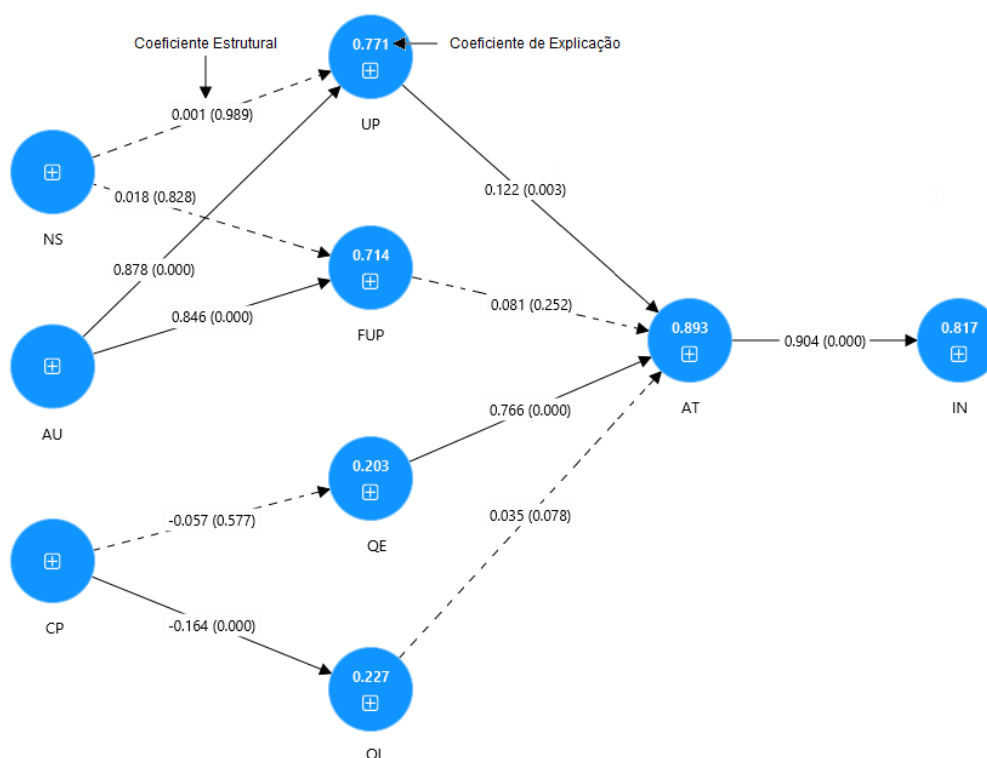 0.771
Coeficiente Estrutural
Coeficiente de Explicação
0.001 (0.989)
UP
0.018 (0.828)
0.122 (0.003)
NS
0.714
0.878 (0.000)
0.846 (0.000)
0.081 (0.252)
FUP
0.893
0.904 (0.000)
0.817
AU
AT
IN
0.766 (0.000)
0.203
-0.057 (0.577)
0.035 (0.078)
QE
CP
-0.164 (0.000)
0.227